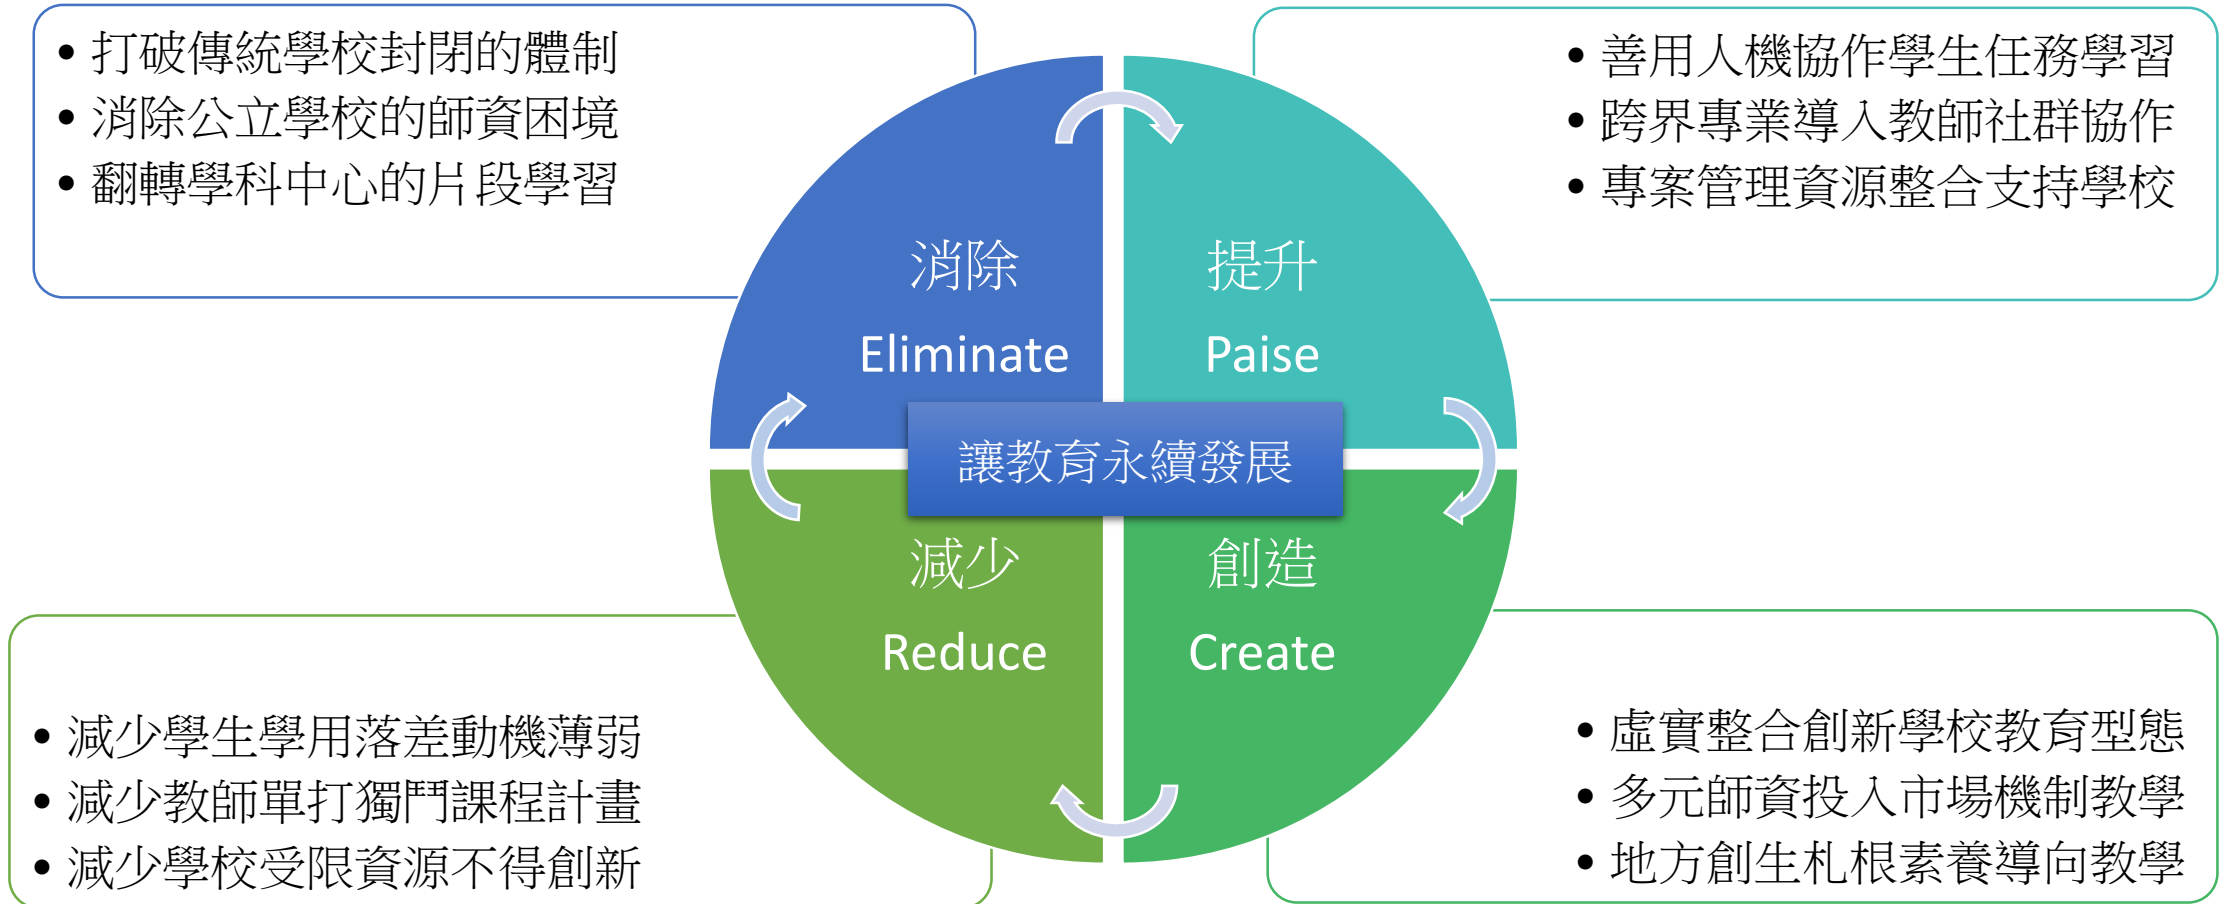 • 打破傳統學校封閉的體制
• 消除公立學校的師資困境
• 翻轉學科中心的片段學習
• 善用人機協作學生任務學習
• 跨界專業導入教師社群協作
• 專案管理資源整合支持學校
消除
Eliminate
提升
Paise
讓教育永續發展
減少
Reduce
創造
Create
• 減少學生學用落差動機薄弱
• 減少教師單打獨鬥課程計畫
• 減少學校受限資源不得創新
• 虛實整合創新學校教育型態
• 多元師資投入市場機制教學
• 地方創生札根素養導向教學